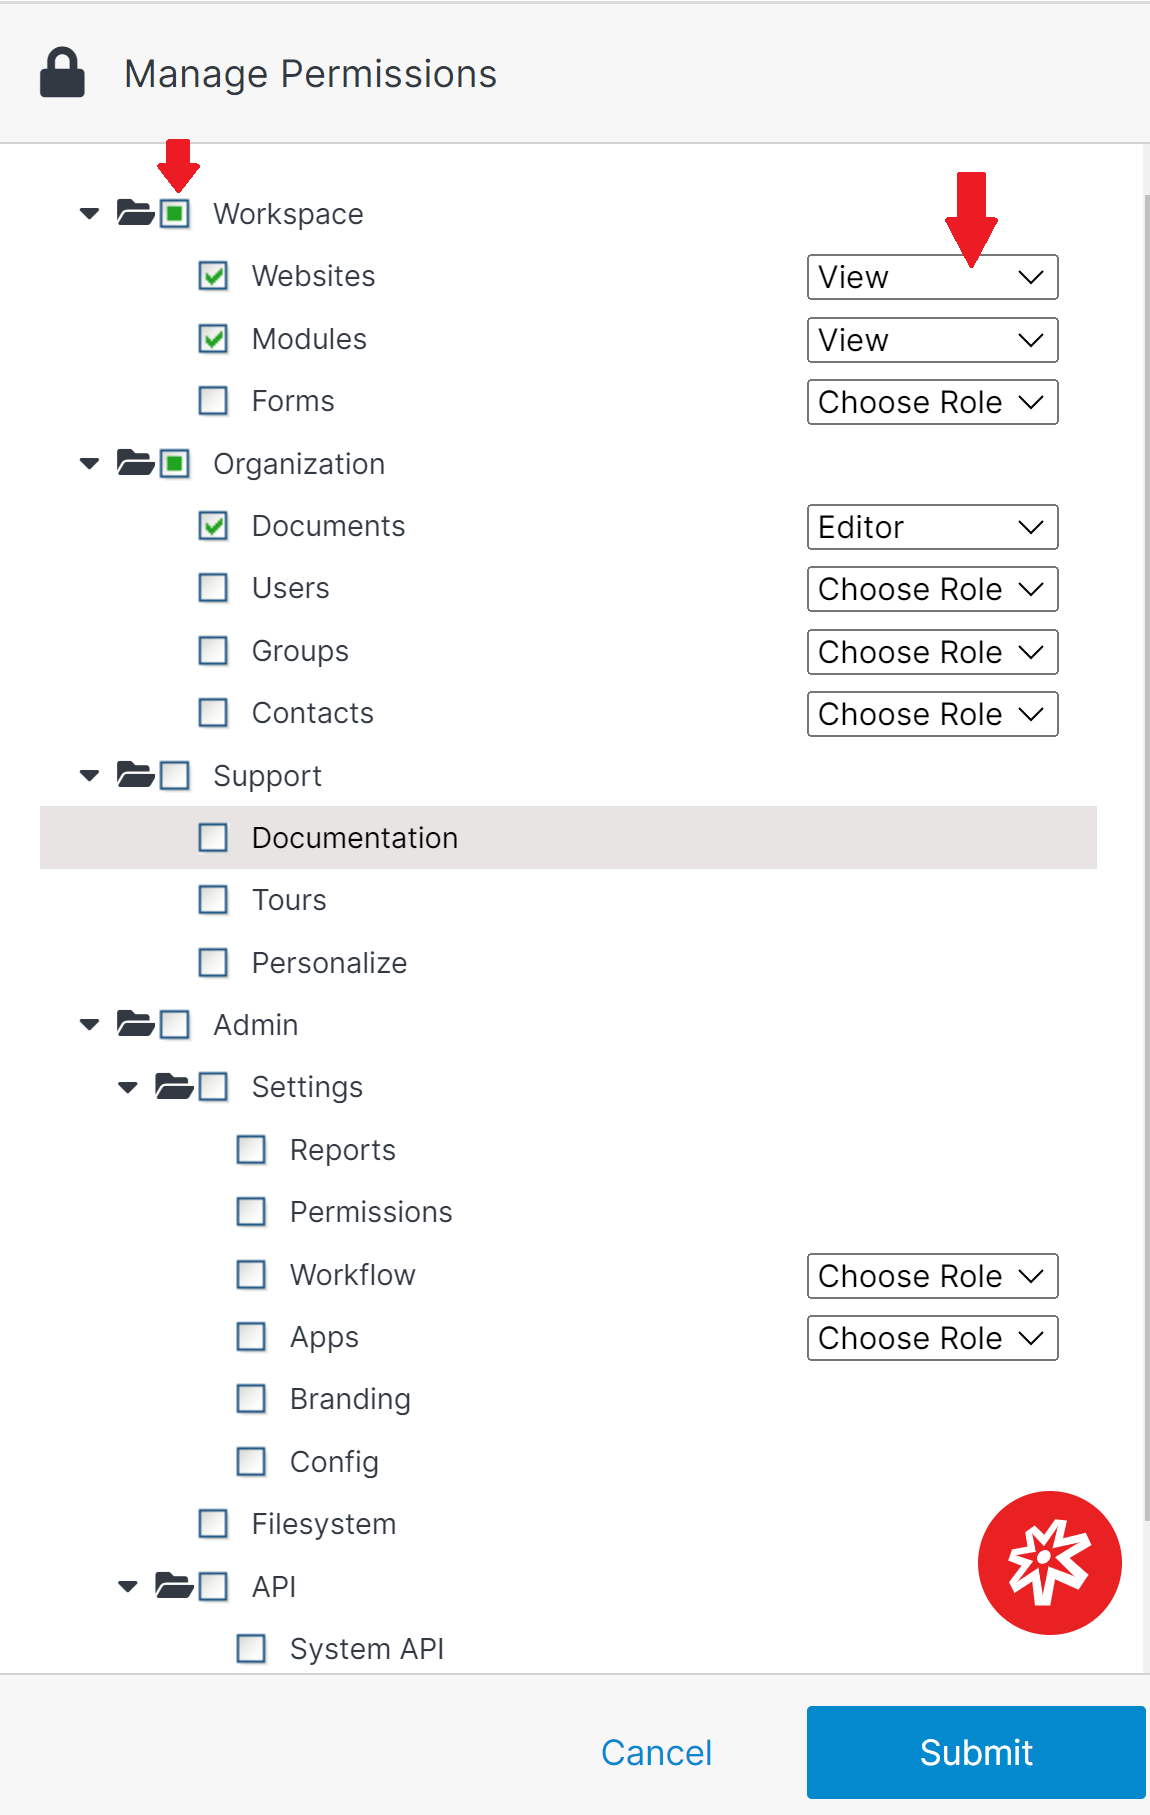 Manage Permissions
Workspace
Websites View
Modules View
Forms Choose Role
Organization
Documents Editor
Users Choose Role
Groups Choose Role
Contacts Choose Role
Support
Documentation
Tours
Personalize
Admin
Settings
Reports
Permissions
Workflow Choose Role
Apps Choose Role
Branding
Config
Filesystem
API
System API
Cancel Submit